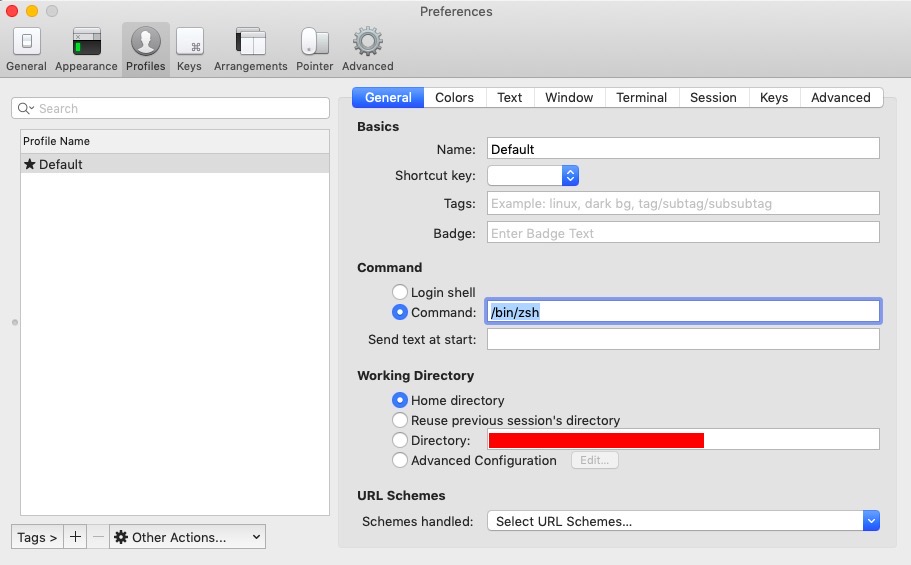 Preferences
General Appearance Profiles Keys Arrangements Pointer Advanced
Search
Profile Name
★ Default
Tags > + − Other Actions...
General Colors Text Window Terminal Session Keys Advanced
Basics
Name: Default
Shortcut key:
Tags: Example: linux, dark bg, tag/subtag/subsubtag
Badge: Enter Badge Text
Command
Login shell
Command: /bin/zsh
Send text at start:
Working Directory
Home directory
Reuse previous session's directory
Directory:
Advanced Configuration Edit...
URL Schemes
Schemes handled: Select URL Schemes...